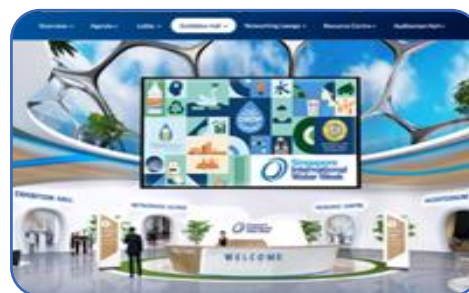 Overview Agenda Lobby Exhibition Hall Networking Lounge Resource Centre Auditorium Hall
Singapore
International
Water Week
EXHIBITION HALL
NETWORKING LOUNGE
RESOURCE CENTRE
AUDITORIUM
WELCOME